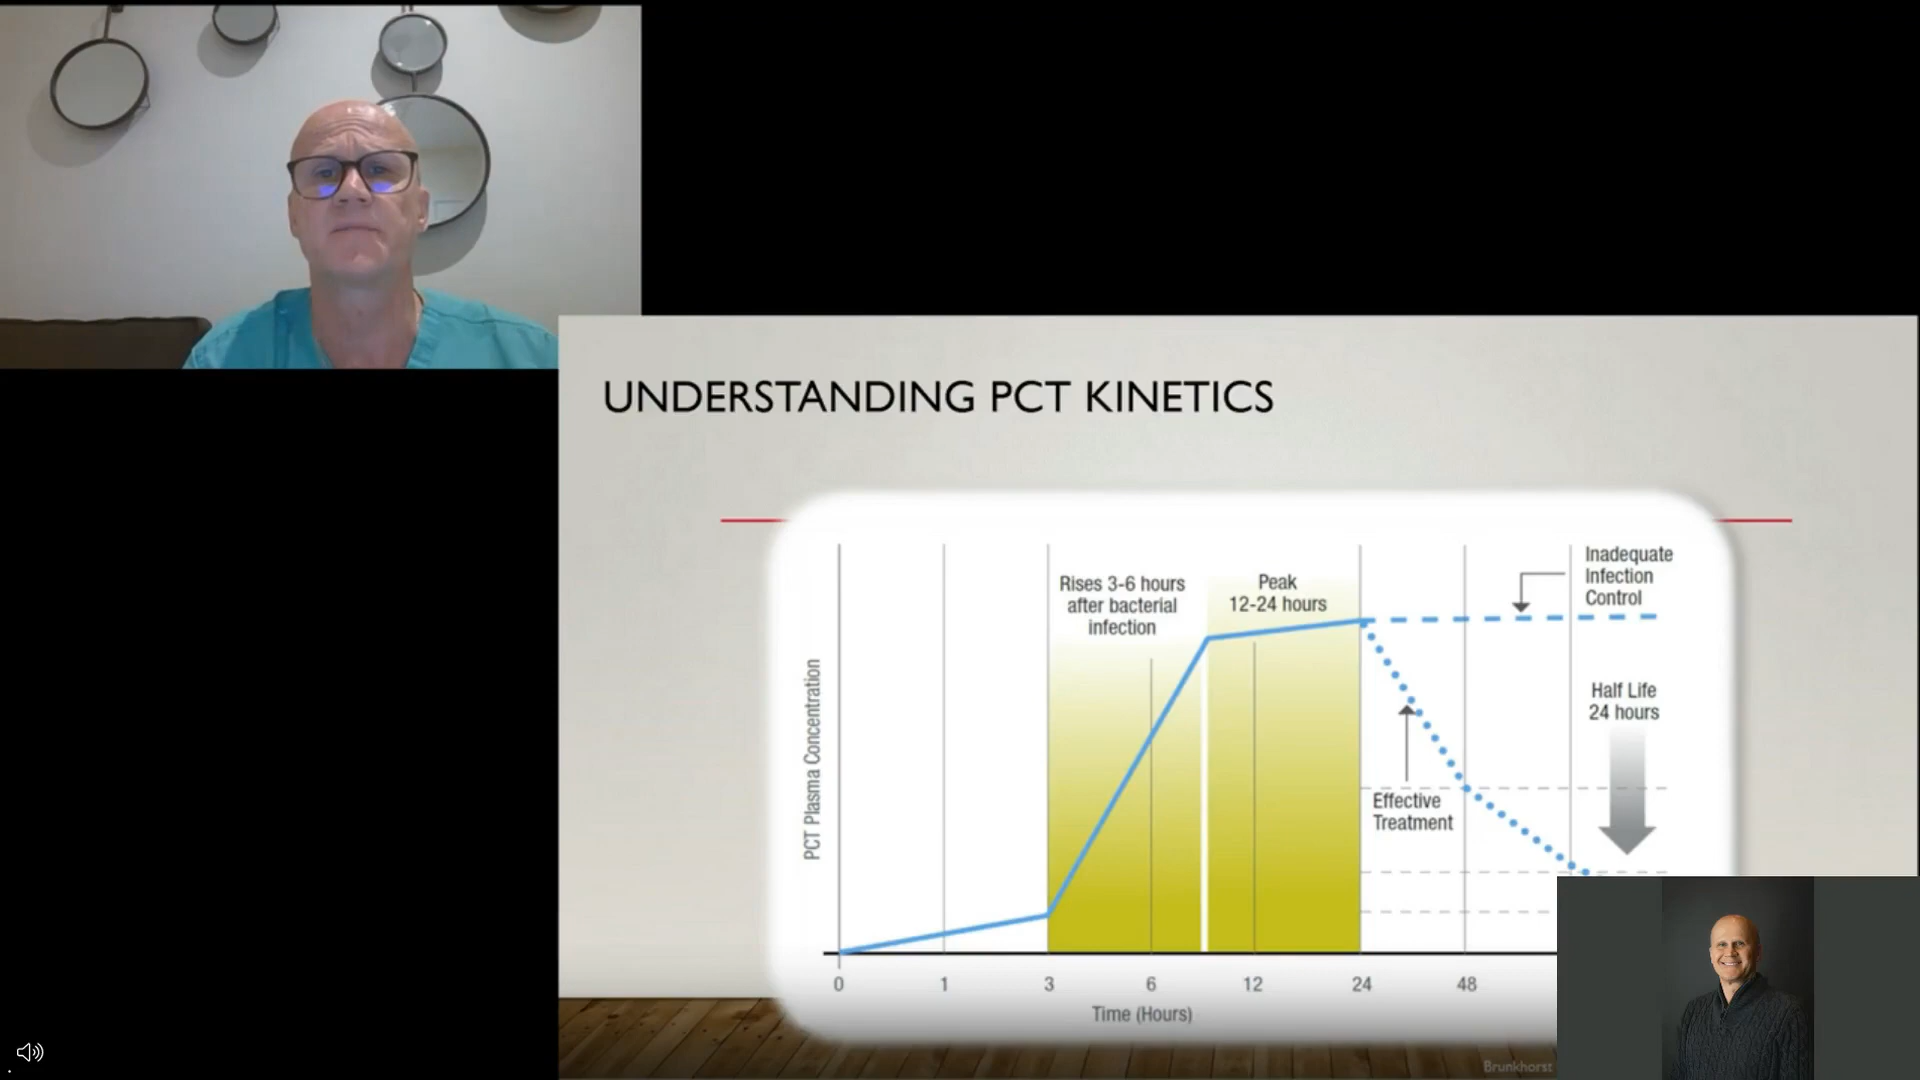 UNDERSTANDING PCT KINETICS
Rises 3-6 hours
after bacterial
infection
Peak
12-24 hours
Inadequate
Infection
Control
Half Life
24 hours
Effective
Treatment
PCT Plasma Concentration
0 1 3 6 12 24 48
Time (Hours)
Brunkhorst